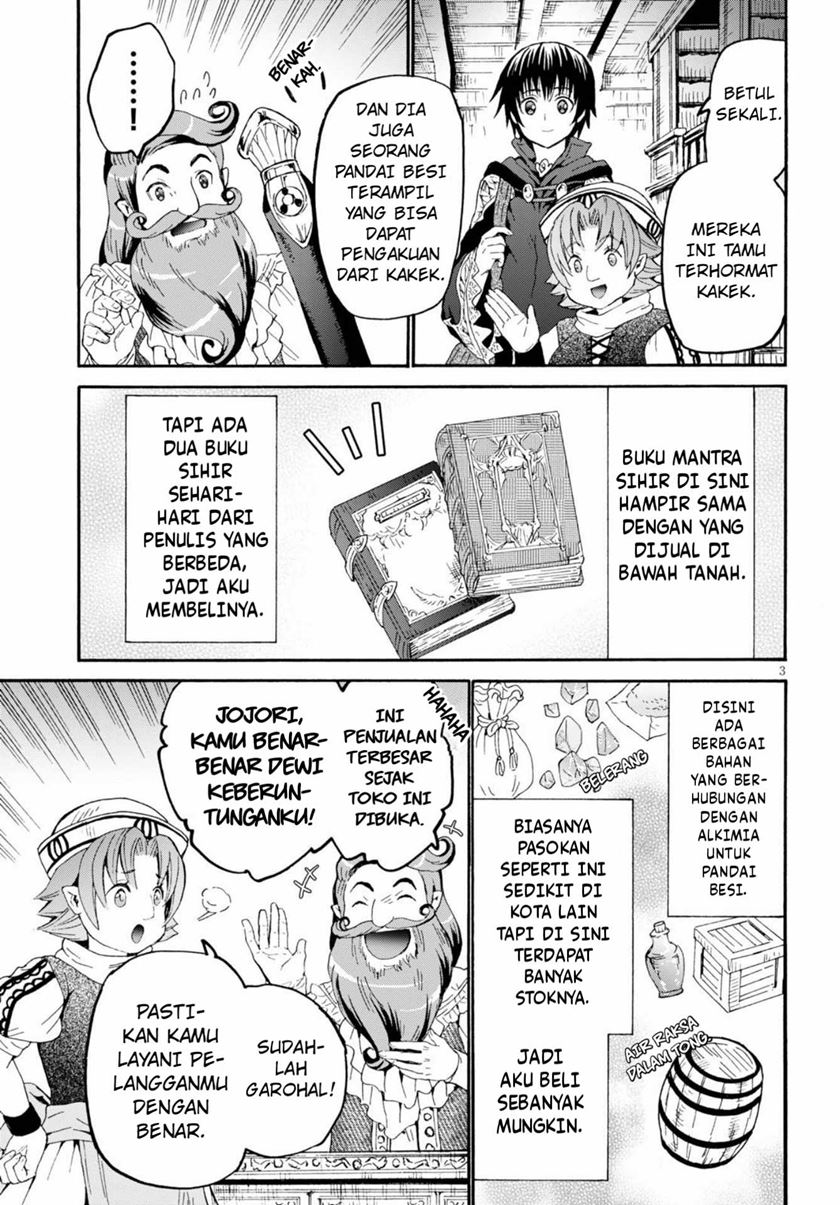 BETUL
SEKALI.
MEREKA
INI TAMU
TERHORMAT
KAKEK.
DAN DIA
JUGA
SEORANG
PANDAI BESI
TERAMPIL
YANG BISA
DAPAT
PENGAKUAN
DARI KAKEK.
BENAR-
KAH.
......!
BUKU MANTRA
SIHIR DI SINI
HAMPIR SAMA
DENGAN YANG
DIJUAL DI
BAWAH TANAH.
TAPI ADA
DUA BUKU
SIHIR
SEHARI-
HARI DARI
PENULIS YANG
BERBEDA,
JADI AKU
MEMBELINYA.
3
DISINI
ADA
BERBAGAI
BAHAN
YANG BER-
HUBUNGAN
DENGAN
ALKIMIA
UNTUK
PANDAI
BESI.
BELERANG
BIASANYA
PASOKAN
SEPERTI INI
SEDIKIT DI
KOTA LAIN
TAPI DI SINI
TERDAPAT
BANYAK
STOKNYA.
AIR RAKSA
DALAM TONG.
JADI
AKU BELI
SEBANYAK
MUNGKIN.
HAHAHA
INI
PENJUALAN
TERBESAR
SEJAK
TOKO INI
DIBUKA.
JOJORI,
KAMU BENAR-
BENAR DEWI
KEBERUN-
TUNGANKU!
SUDAH-
LAH
GAROHAL!
PASTI-
KAN KAMU
LAYANI PE-
LANGGANMU
DENGAN
BENAR.